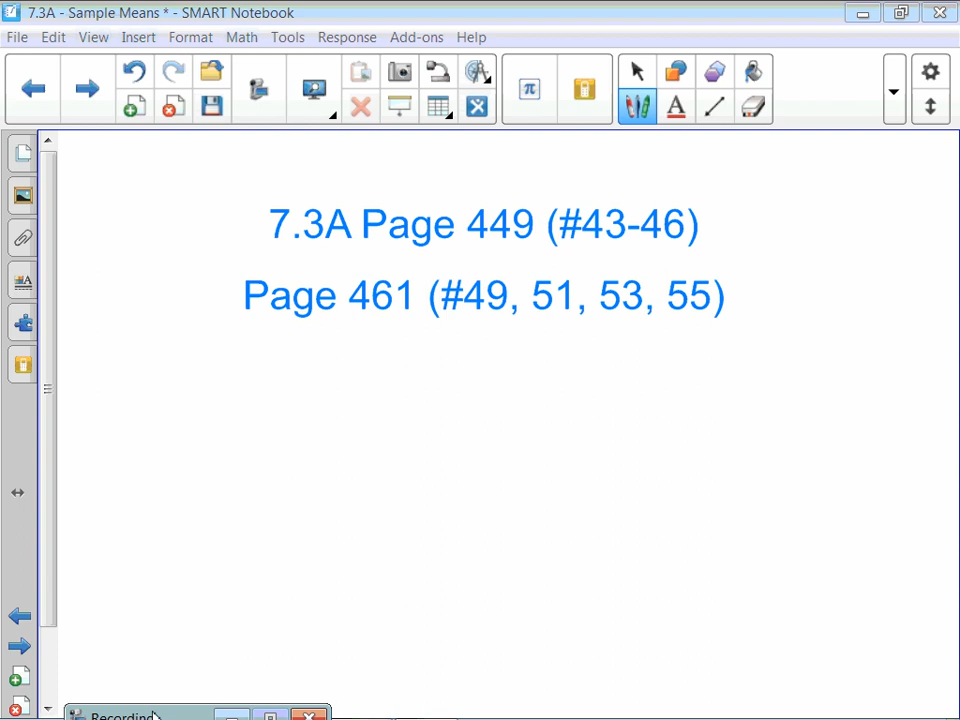 7.3A - Sample Means * - SMART Notebook
File Edit View Insert Format Math Tools Response Add-ons Help
π
A
7.3A Page 449 (#43-46)
Page 461 (#49, 51, 53, 55)
Recording